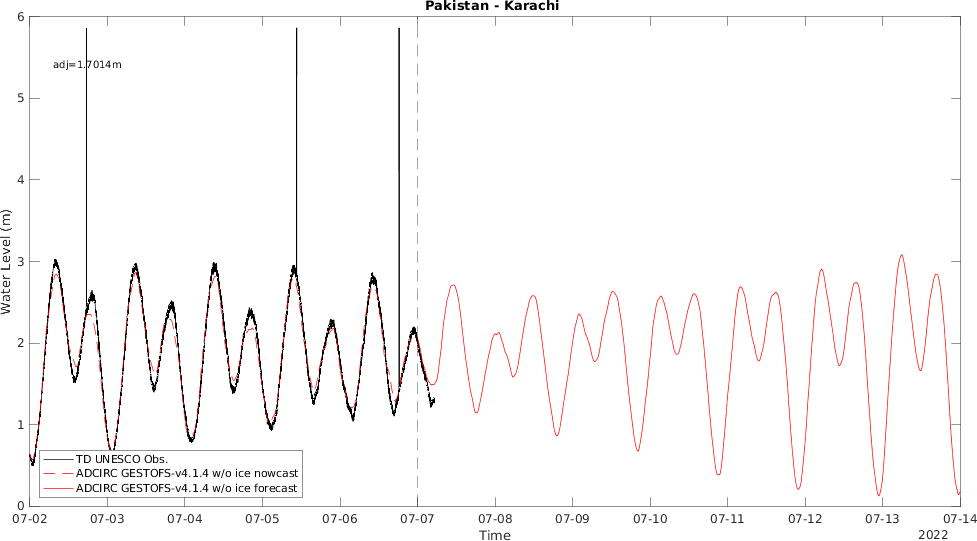 Pakistan - Karachi
6
5
4
3
2
1
0
Water Level (m)
adj=1.7014m
TD UNESCO Obs.
ADCIRC GESTOFS-v4.1.4 w/o ice nowcast
ADCIRC GESTOFS-v4.1.4 w/o ice forecast
07-02 07-03 07-04 07-05 07-06 07-07 07-08 07-09 07-10 07-11 07-12 07-13 07-14
Time
2022